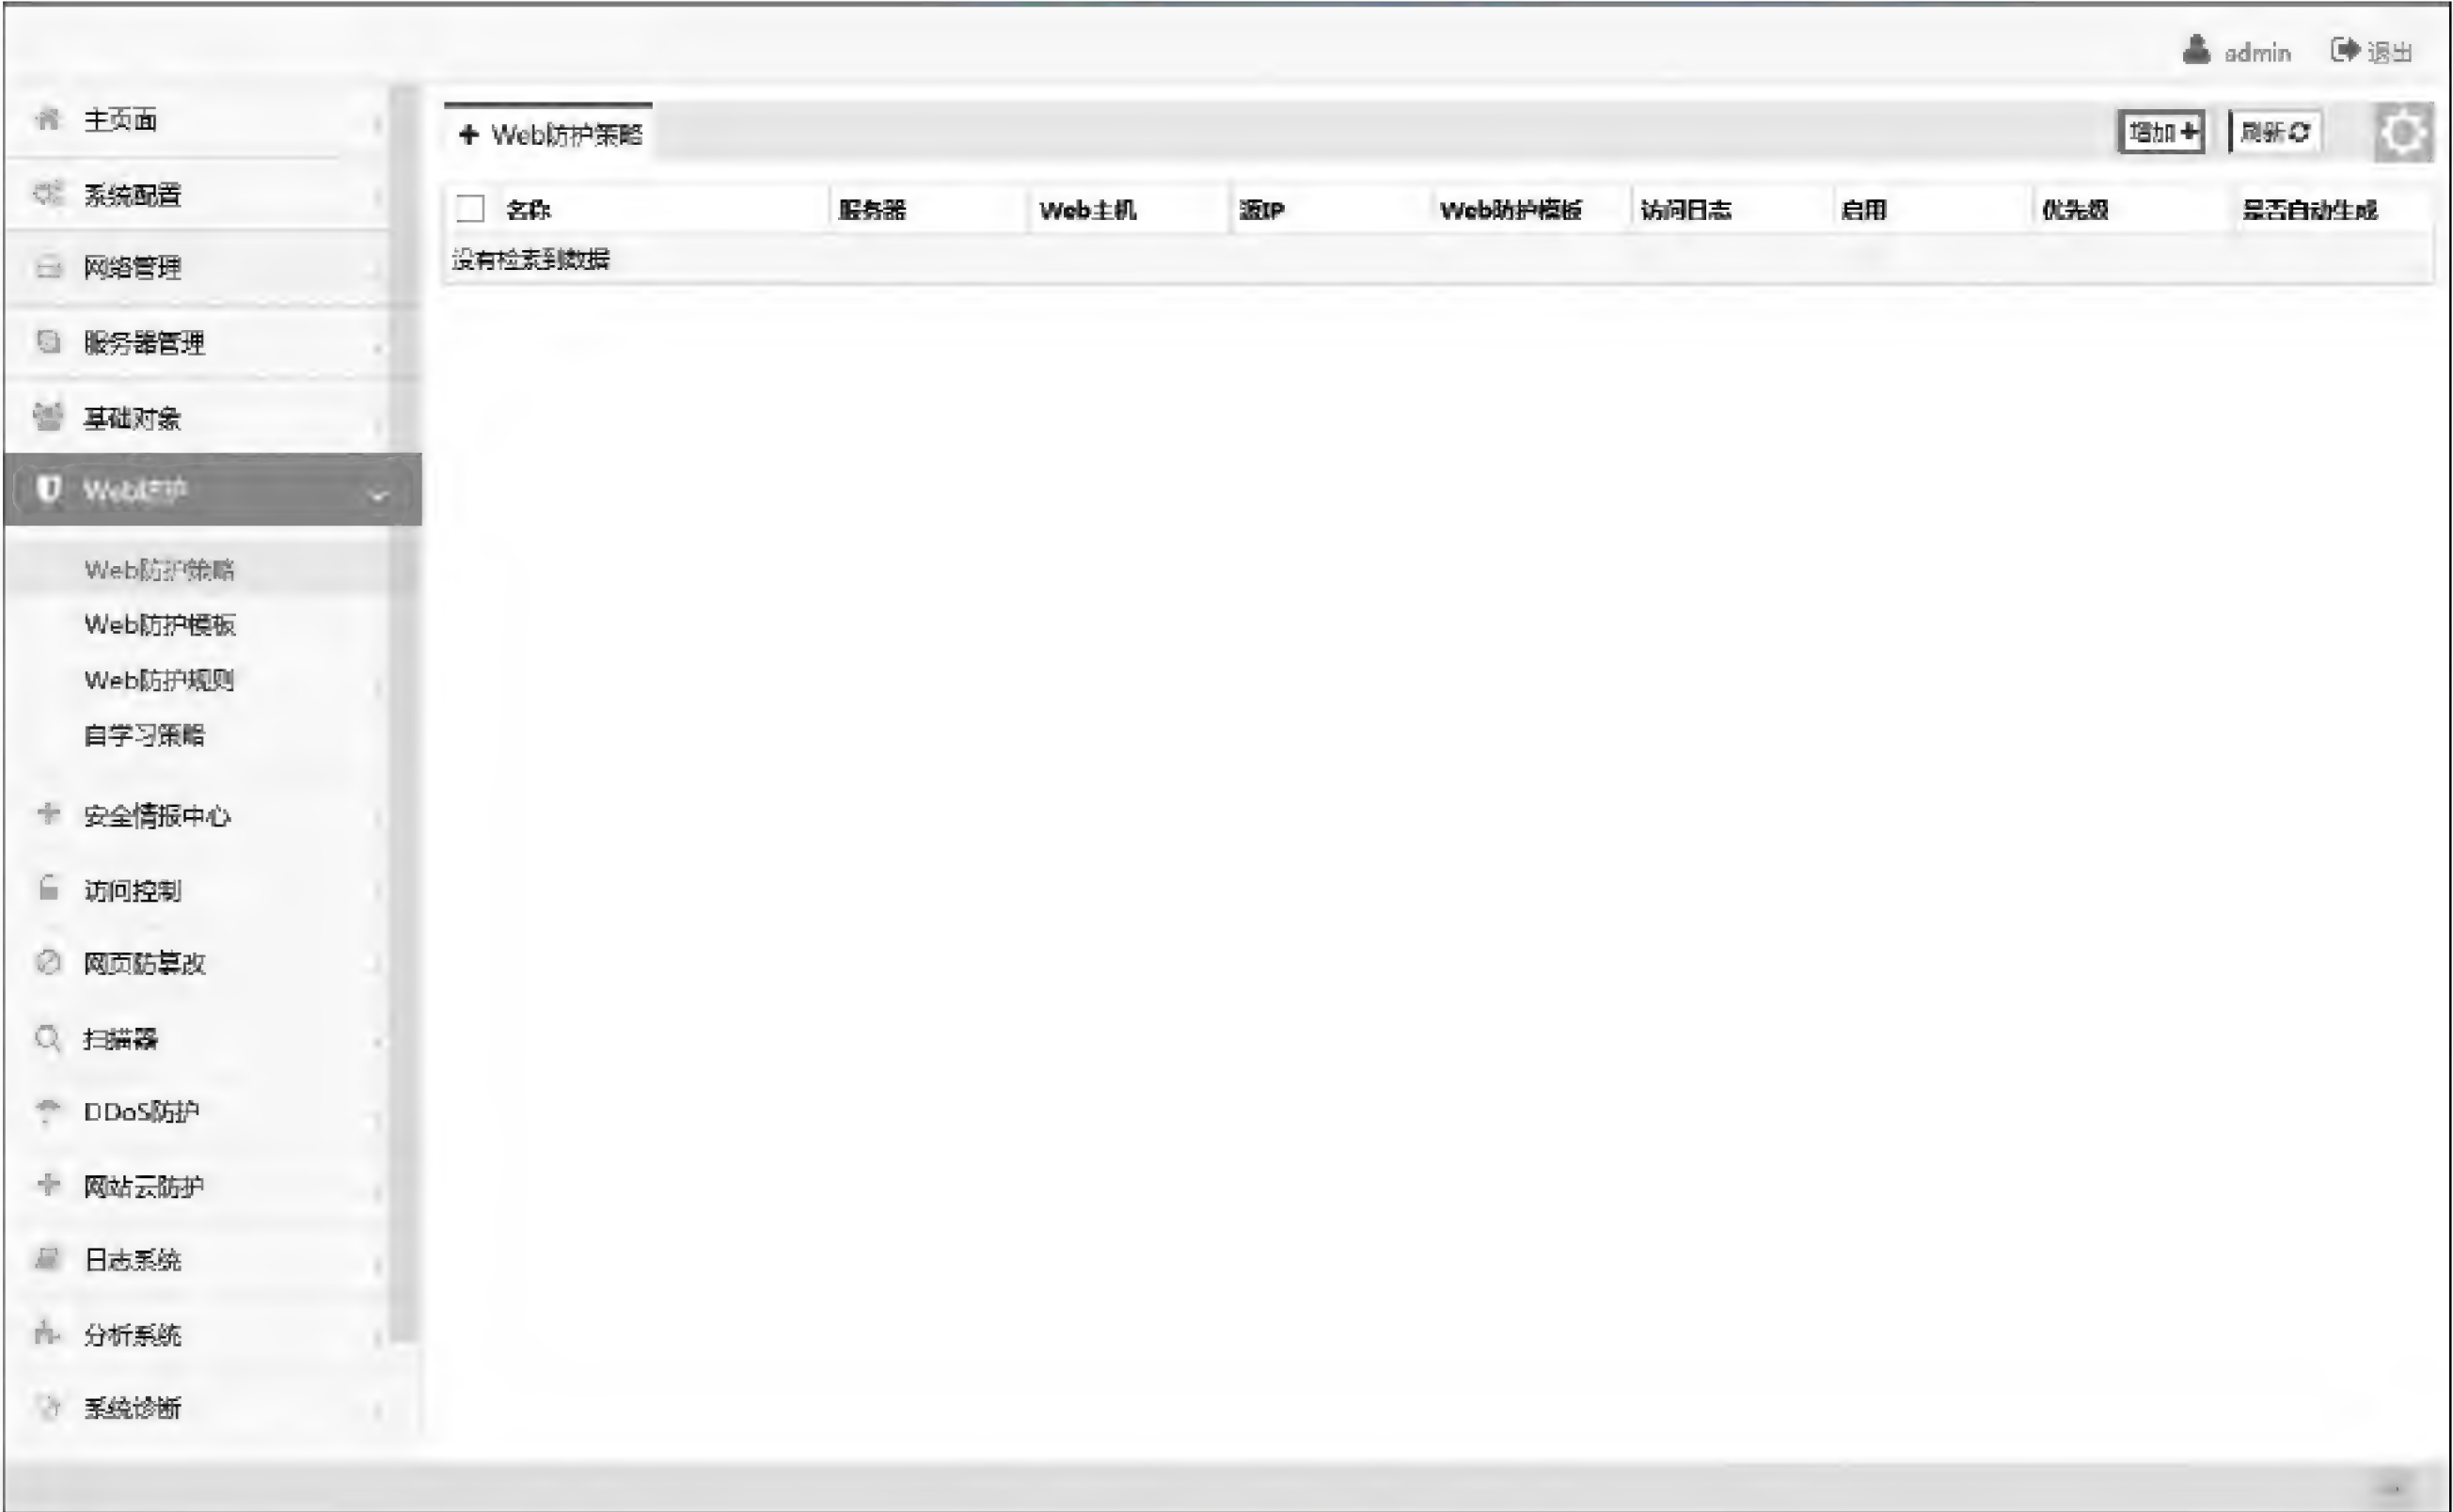 admin 退出
主页面
系统配置
网络管理
服务器管理
基础对象
Web防护
Web防护策略
Web防护模板
Web防护规则
自学习策略
安全情报中心
访问控制
网页防篡改
扫描器
DDoS防护
网站云防护
日志系统
分析系统
系统诊断
Web防护策略 增加 刷新
名称 服务器 Web主机 源IP Web防护模板 访问日志 启用 优先级 是否自动生成
没有检索到数据